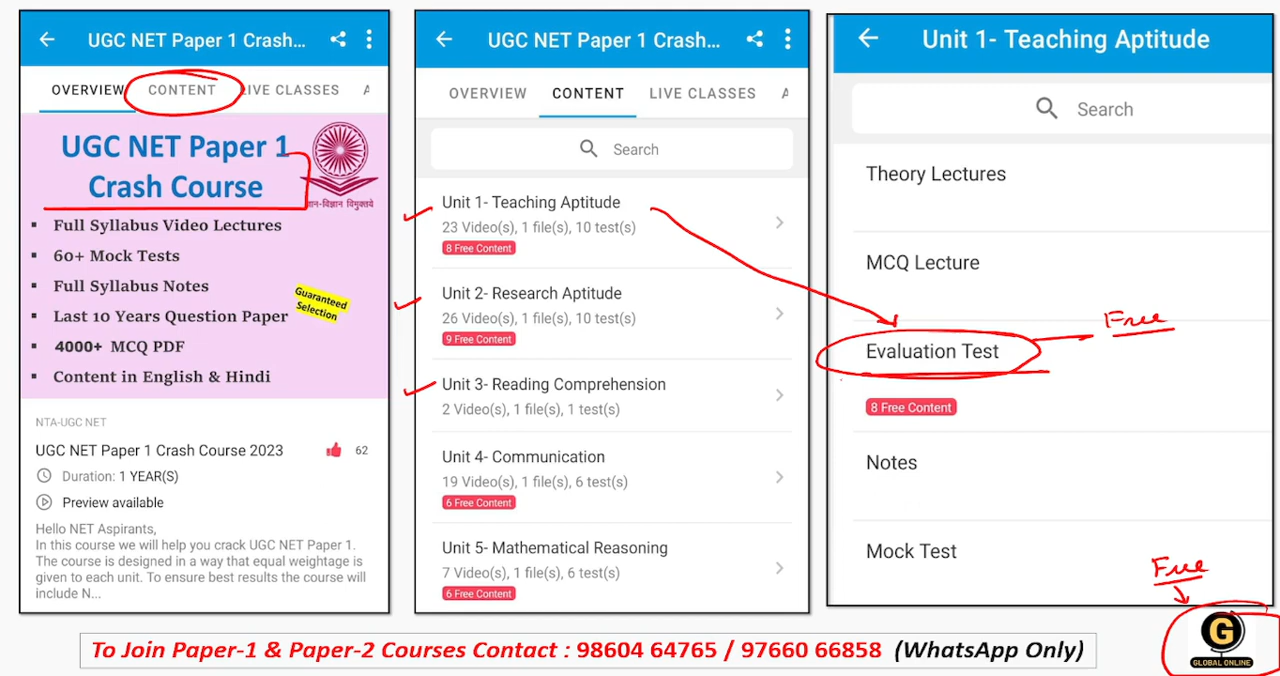 UGC NET Paper 1 Crash...
OVERVIEW CONTENT LIVE CLASSES A
UGC NET Paper 1
Crash Course
ज्ञान-विज्ञान विमुक्तये
▪ Full Syllabus Video Lectures
▪ 60+ Mock Tests
▪ Full Syllabus Notes
Guaranteed
Selection
▪ Last 10 Years Question Paper
▪ 4000+ MCQ PDF
▪ Content in English & Hindi
NTA-UGC NET
UGC NET Paper 1 Crash Course 2023 62
Duration: 1 YEAR(S)
Preview available
Hello NET Aspirants,
In this course we will help you crack UGC NET Paper 1.
The course is designed in a way that equal weightage is
given to each unit. To ensure best results the course will
include N...
UGC NET Paper 1 Crash...
OVERVIEW CONTENT LIVE CLASSES A
Search
Unit 1- Teaching Aptitude
23 Video(s), 1 file(s), 10 test(s)
8 Free Content
Unit 2- Research Aptitude
26 Video(s), 1 file(s), 10 test(s)
9 Free Content
Unit 3- Reading Comprehension
2 Video(s), 1 file(s), 1 test(s)
Unit 4- Communication
19 Video(s), 1 file(s), 6 test(s)
6 Free Content
Unit 5- Mathematical Reasoning
7 Video(s), 1 file(s), 6 test(s)
6 Free Content
Unit 1- Teaching Aptitude
Search
Theory Lectures
MCQ Lecture
Free
Evaluation Test
8 Free Content
Notes
Mock Test
Free
G
GLOBAL ONLINE
To Join Paper-1 & Paper-2 Courses Contact : 98604 64765 / 97660 66858 (WhatsApp Only)